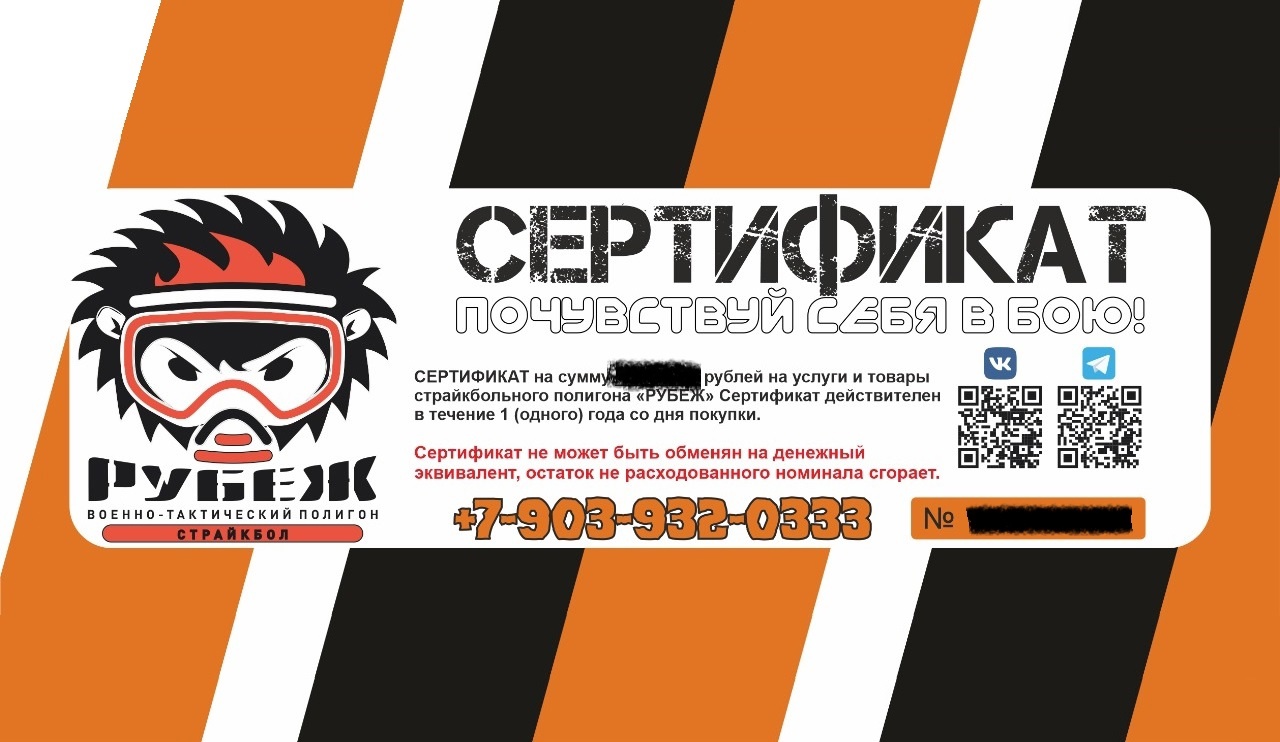 СЕРТИФИКАТ
ПОЧУВСТВУЙ СЕБЯ В БОЮ!
СЕРТИФИКАТ на сумму рублей на услуги и товары
страйкбольного полигона «РУБЕЖ» Сертификат действителен
в течение 1 (одного) года со дня покупки.
Сертификат не может быть обменян на денежный
эквивалент, остаток не расходованного номинала сгорает.
+7-903-932-0333
№
РУБЕЖ
ВОЕННО-ТАКТИЧЕСКИЙ ПОЛИГОН
СТРАЙКБОЛ